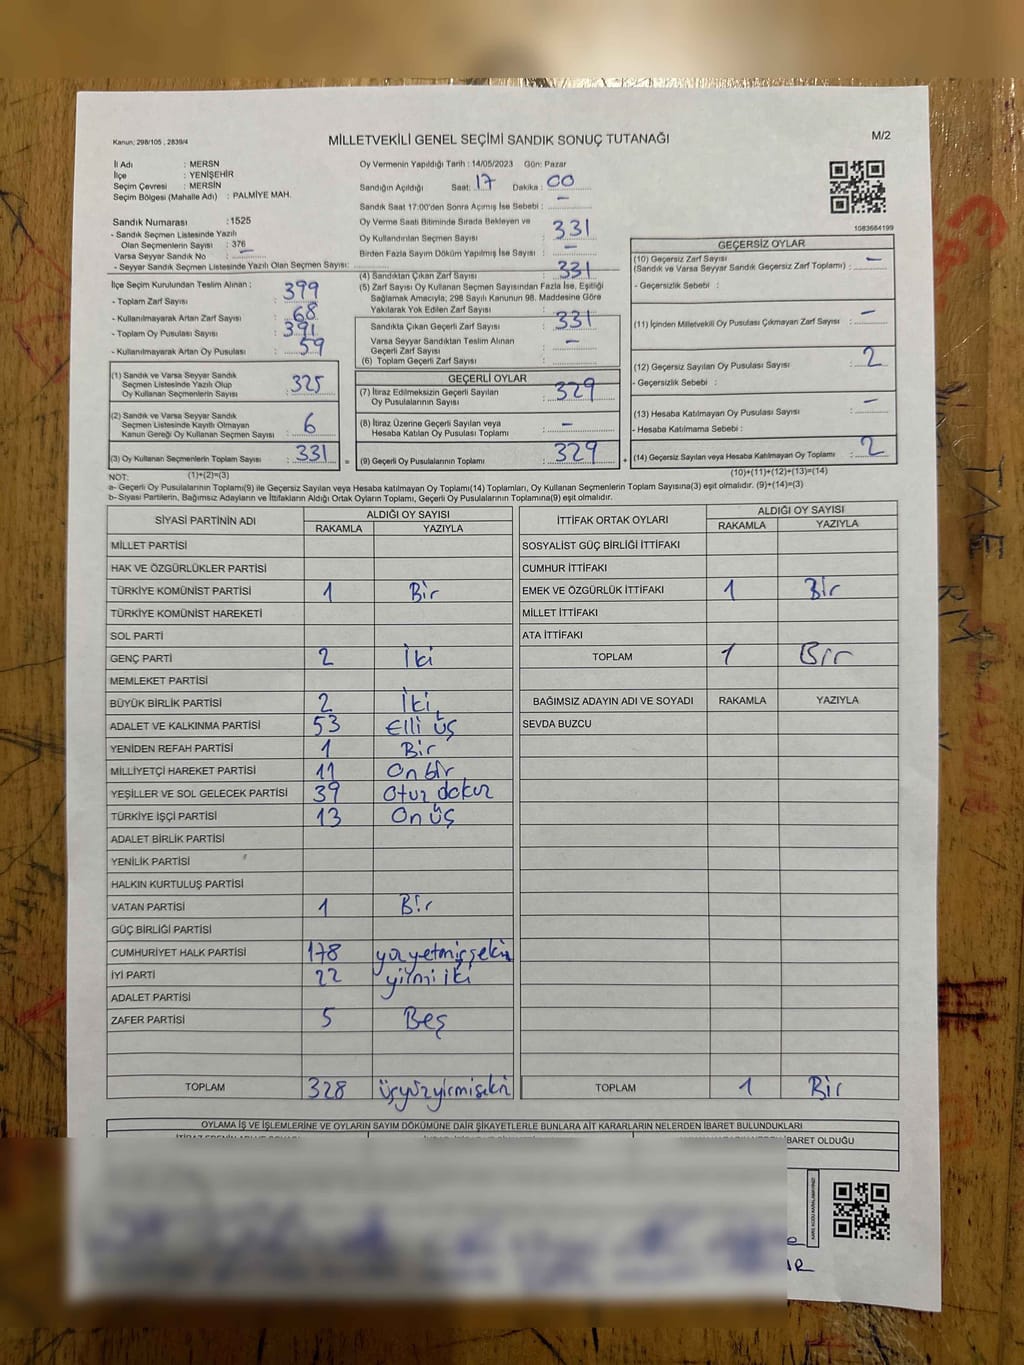 Kanun; 298/105 , 2839/4
MİLLETVEKİLİ GENEL SEÇİMİ SANDIK SONUÇ TUTANAĞI
M/2
İl Adı : MERSN
İlçe : YENİŞEHİR
Seçim Çevresi : MERSİN
Seçim Bölgesi (Mahalle Adı) : PALMİYE MAH.
Sandık Numarası :1525
- Sandık Seçmen Listesinde Yazılı
Olan Seçmenlerin Sayısı : 376
Varsa Seyyar Sandık No : –
- Seyyar Sandık Seçmen Listesinde Yazılı Olan Seçmen Sayısı:
İlçe Seçim Kurulundan Teslim Alınan :
- Toplam Zarf Sayısı : 399
- Kullanılmayarak Artan Zarf Sayısı : 68
- Toplam Oy Pusulası Sayısı : 391
- Kullanılmayarak Artan Oy Pusulası : 59
Oy Vermenin Yapıldığı Tarih : 14/05/2023 Gün: Pazar
Sandığın Açıldığı Saat: 17 Dakika : 00
Sandık Saat 17:00'den Sonra Açımış İse Sebebi : –
Oy Verme Saati Bitiminde Sırada Bekleyen ve
Oy Kullandırılan Seçmen Sayısı : 331
Birden Fazla Sayım Döküm Yapılmış İse Sayısı : –
(4) Sandıktan Çıkan Zarf Sayısı : 331
(5) Zarf Sayısı Oy Kullanan Seçmen Sayısından Fazla İse, Eşitliği
Sağlamak Amacıyla; 298 Sayılı Kanunun 98. Maddesine Göre
Yakılarak Yok Edilen Zarf Sayısı :
Sandıkta Çıkan Geçerli Zarf Sayısı : 331
Varsa Seyyar Sandıktan Teslim Alınan
Geçerli Zarf Sayısı : –
(6) Toplam Geçerli Zarf Sayısı :
1083664199
(1) Sandık ve Varsa Seyyar Sandık
Seçmen Listesinde Yazılı Olup
Oy Kullanan Seçmenlerin Sayısı : 325
(2) Sandık ve Varsa Seyyar Sandık
Seçmen Listesinde Kayıtlı Olmayan
Kanun Gereği Oy Kullanan Seçmen Sayısı : 6
(3) Oy Kullanan Seçmenlerin Toplam Sayısı : 331
=
GEÇERLİ OYLAR
(7) İtiraz Edilmeksizin Geçerli Sayılan
Oy Pusulalarının Sayısı : 329
(8) İtiraz Üzerine Geçerli Sayılan veya
Hesaba Katılan Oy Pusulası Toplamı : –
(9) Geçerli Oy Pusulalarının Toplamı : 329
+
GEÇERSİZ OYLAR
(10) Geçersiz Zarf Sayısı
(Sandık ve Varsa Seyyar Sandık Geçersiz Zarf Toplamı) : –
- Geçersizlik Sebebi :
(11) İçinden Milletvekili Oy Pusulası Çıkmayan Zarf Sayısı : –
(12) Geçersiz Sayılan Oy Pusulası Sayısı : 2
- Geçersizlik Sebebi :
(13) Hesaba Katılmayan Oy Pusulası Sayısı : –
- Hesaba Katılmama Sebebi :
(14) Geçersiz Sayılan veya Hesaba Katılmayan Oy Toplamı : 2
NOT: (1)+(2)=(3) (10)+(11)+(12)+(13)=(14)
a- Geçerli Oy Pusulalarının Toplamı(9) ile Geçersiz Sayılan veya Hesaba Katılmayan Oy Toplamı(14) Toplamları, Oy Kullanan Seçmenlerin Toplam Sayısına(3) eşit olmalıdır. (9)+(14)=(3)
b- Siyasi Partilerin, Bağımsız Adayların ve İttifakların Aldığı Ortak Oyların Toplamı, Geçerli Oy Pusulalarının Toplamına(9) eşit olmalıdır.
SİYASİ PARTİNİN ADI ALDIĞI OY SAYISI
RAKAMLA YAZIYLA
MİLLET PARTİSİ
HAK VE ÖZGÜRLÜKLER PARTİSİ
TÜRKİYE KOMÜNİST PARTİSİ 1 Bir
TÜRKİYE KOMÜNİST HAREKETİ
SOL PARTİ
GENÇ PARTİ 2 İki
MEMLEKET PARTİSİ
BÜYÜK BİRLİK PARTİSİ 2 İki
ADALET VE KALKINMA PARTİSİ 53 Elli üç
YENİDEN REFAH PARTİSİ 1 Bir
MİLLİYETÇİ HAREKET PARTİSİ 11 On bir
YEŞİLLER VE SOL GELECEK PARTİSİ 39 Otuz dokuz
TÜRKİYE İŞÇİ PARTİSİ 13 On üç
ADALET BİRLİK PARTİSİ
YENİLİK PARTİSİ
HALKIN KURTULUŞ PARTİSİ
VATAN PARTİSİ 1 Bir
GÜÇ BİRLİĞİ PARTİSİ
CUMHURİYET HALK PARTİSİ 178 yüzyetmişsekiz
İYİ PARTİ 22 yirmi iki
ADALET PARTİSİ
ZAFER PARTİSİ 5 Beş
TOPLAM 328 üçyüzyirmisekiz
İTTİFAK ORTAK OYLARI ALDIĞI OY SAYISI
RAKAMLA YAZIYLA
SOSYALİST GÜÇ BİRLİĞİ İTTİFAKI
CUMHUR İTTİFAKI
EMEK VE ÖZGÜRLÜK İTTİFAKI 1 Bir
MİLLET İTTİFAKI
ATA İTTİFAKI
TOPLAM 1 Bir
BAĞIMSIZ ADAYIN ADI VE SOYADI RAKAMLA YAZIYLA
SEVDA BUZCU
TOPLAM 1 Bir
OYLAMA İŞ VE İŞLEMLERİNE VE OYLARIN SAYIM DÖKÜMÜNE DAİR ŞİKAYETLERLE BUNLARA AİT KARARLARIN NELERDEN İBARET BULUNDUKLARI
İBARET OLDUĞU